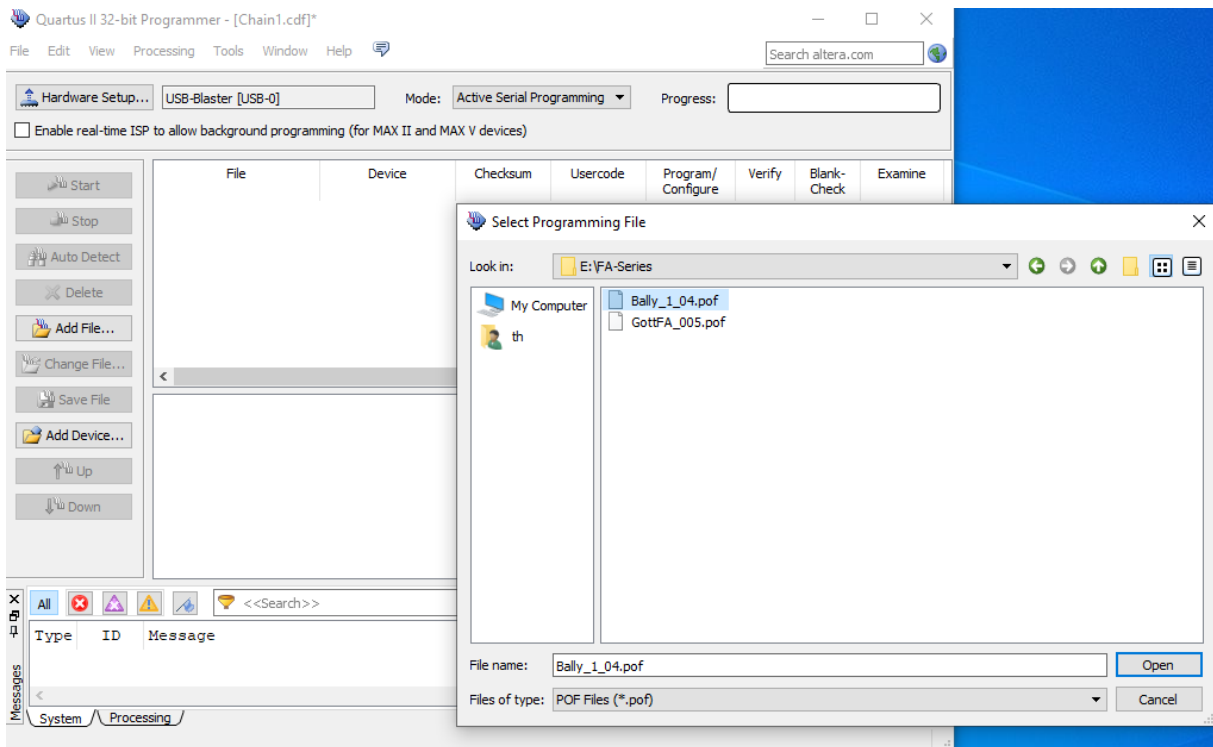 Quartus II 32-bit Programmer - [Chain1.cdf]*
File Edit View Processing Tools Window Help
Search altera.com
Hardware Setup... USB-Blaster [USB-0] Mode: Active Serial Programming Progress:
Enable real-time ISP to allow background programming (for MAX II and MAX V devices)
Start
Stop
Auto Detect
Delete
Add File...
Change File...
Save File
Add Device...
Up
Down
File Device Checksum Usercode Program/ Configure Verify Blank- Check Examine
Select Programming File
Look in: E:\FA-Series
My Computer
th
Bally_1_04.pof
GottFA_005.pof
File name: Bally_1_04.pof Open
Files of type: POF Files (*.pof) Cancel
All <<Search>>
Type ID Message
Messages
System Processing